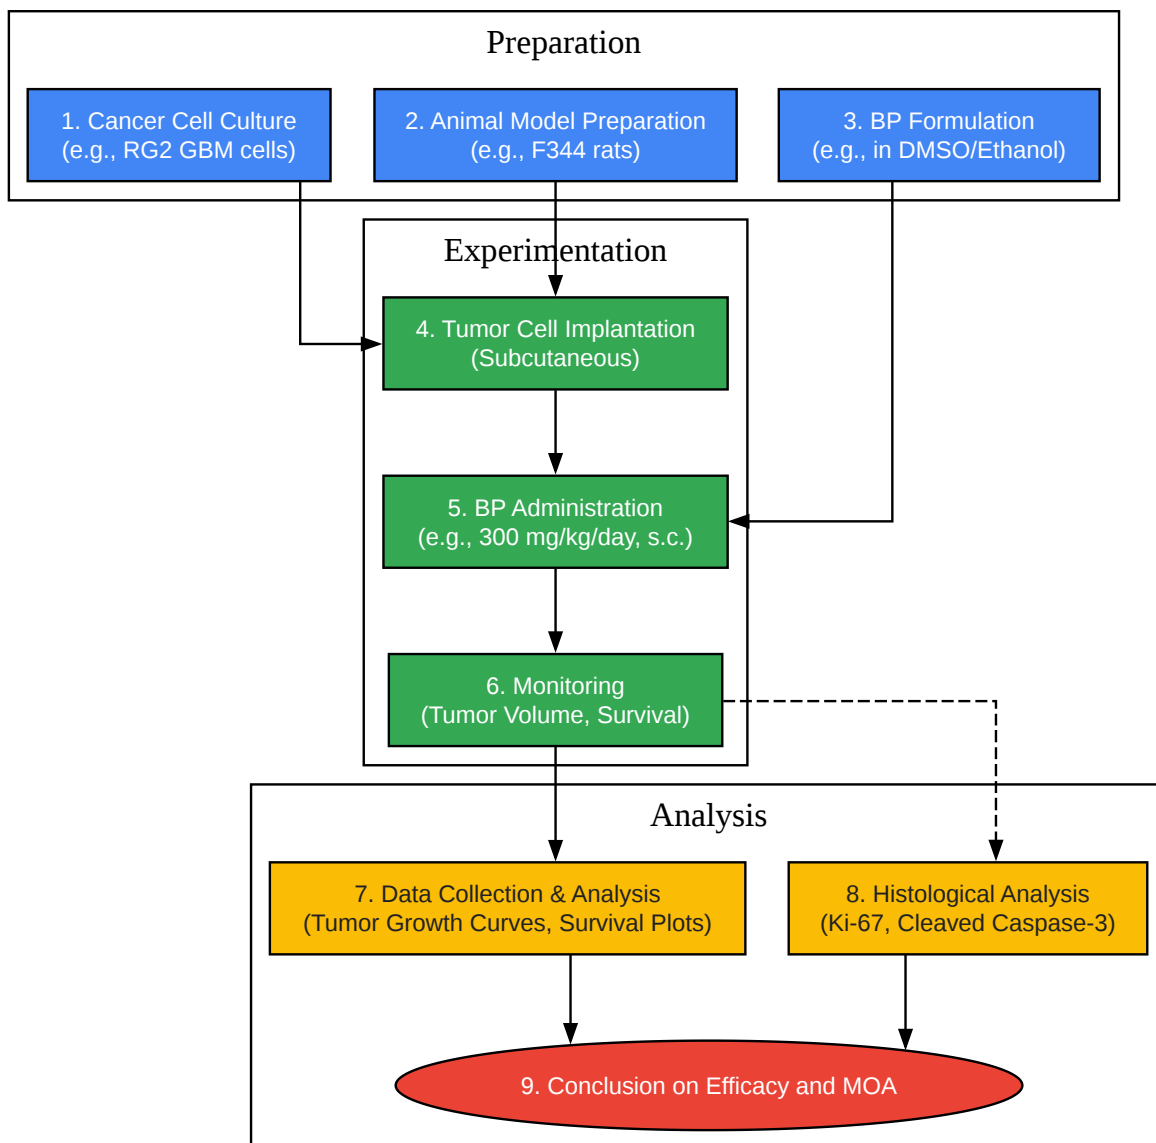 Preparation
1. Cancer Cell Culture
(e.g., RG2 GBM cells)
2. Animal Model Preparation
(e.g., F344 rats)
3. BP Formulation
(e.g., in DMSO/Ethanol)
Experimentation
4. Tumor Cell Implantation
(Subcutaneous)
5. BP Administration
(e.g., 300 mg/kg/day, s.c.)
6. Monitoring
(Tumor Volume, Survival)
Analysis
7. Data Collection & Analysis
(Tumor Growth Curves, Survival Plots)
8. Histological Analysis
(Ki-67, Cleaved Caspase-3)
9. Conclusion on Efficacy and MOA